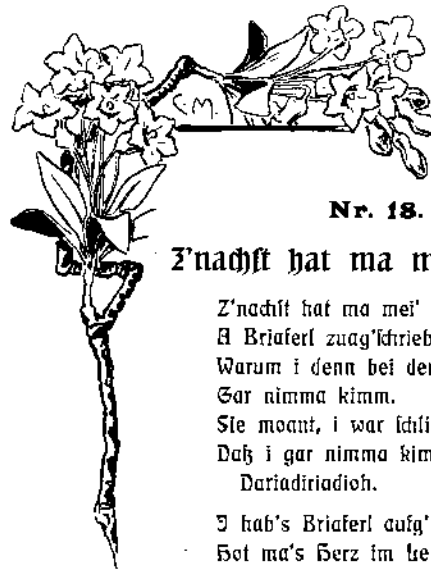 Nr. 18.
Z'nachst hat ma m
Z'nachst hat ma mei'
A Briaferl zuag'schrieb
Warum i denn bei der
Gar nimma kimm.
Sie moant, i war schli
Daß i gar nimma kim
Dariadiriadioh.
I hab's Briaferl aufg'
Hot ma's Herz im Le